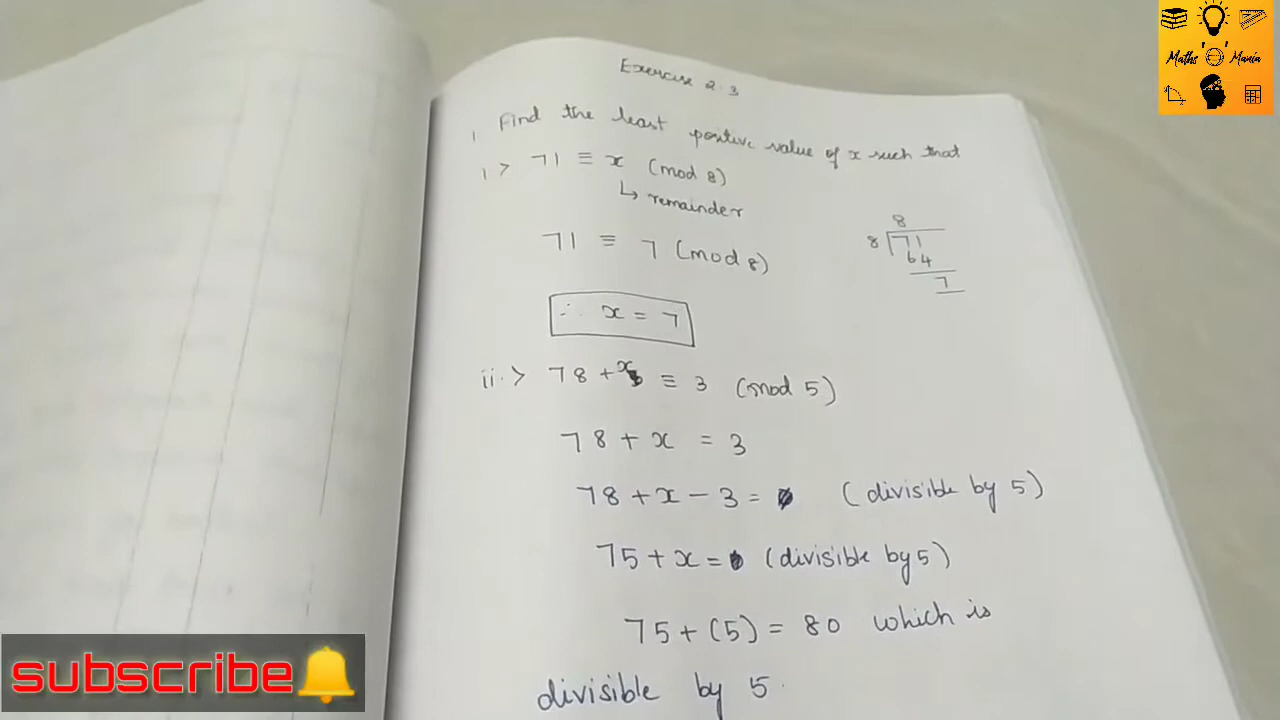 Maths Mania
Exercise 2.3
1 Find the least positive value of x such that
i> 71 ≡ x (mod 8)
↳ remainder
71 ≡ 7 (mod 8)
8
8 71
64
7
∴ x = 7
ii.> 78 + x ≡ 3 (mod 5)
78 + x = 3
78 + x - 3 = (divisible by 5)
75 + x = (divisible by 5)
75 + (5) = 80 which is
divisible by 5.
subscribe